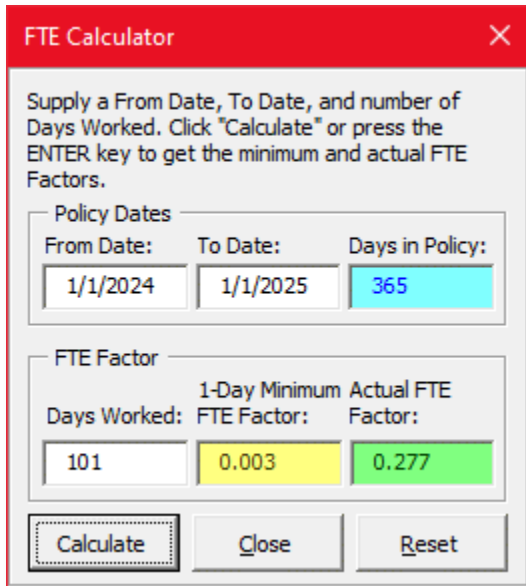 FTE Calculator
Supply a From Date, To Date, and number of
Days Worked. Click "Calculate" or press the
ENTER key to get the minimum and actual FTE
Factors.
Policy Dates
From Date: To Date: Days in Policy:
1/1/2024 1/1/2025 365
FTE Factor
1-Day Minimum Actual FTE
Days Worked: FTE Factor: Factor:
101 0.003 0.277
Calculate Close Reset